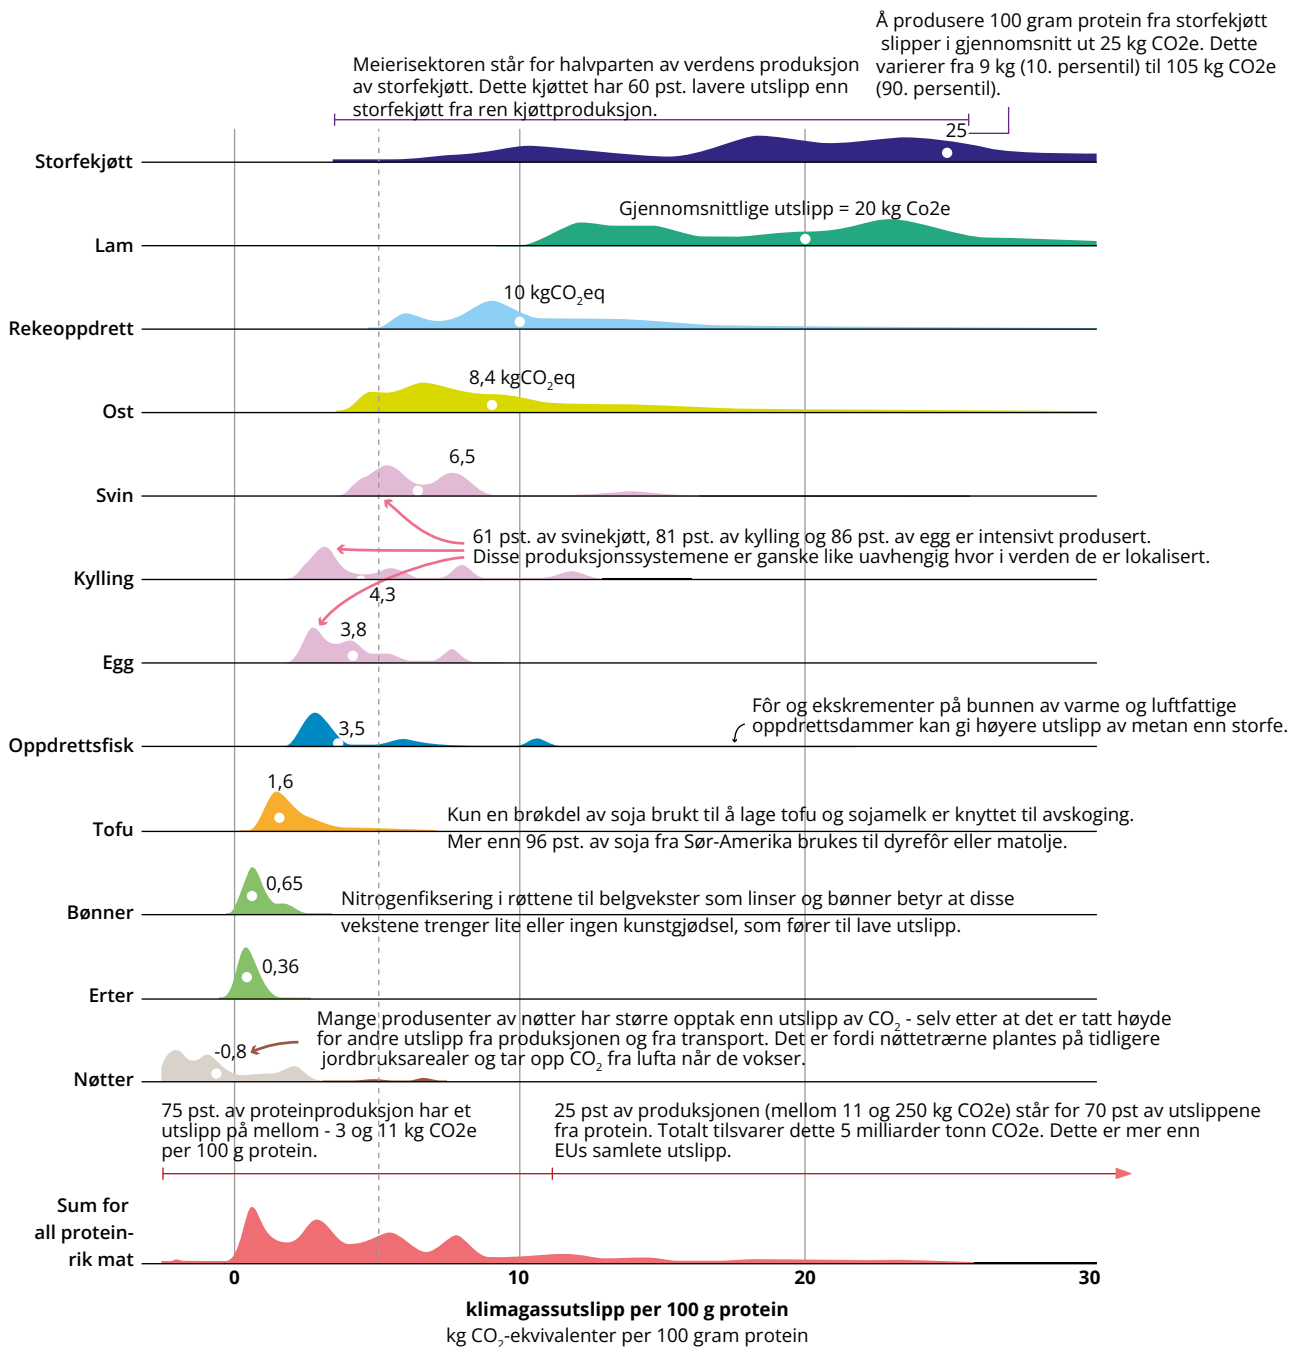 Å produsere 100 gram protein fra storfekjøtt
slipper i gjennomsnitt ut 25 kg CO2e. Dette
varierer fra 9 kg (10. persentil) til 105 kg CO2e
(90. persentil).
Meierisektoren står for halvparten av verdens produksjon
av storfekjøtt. Dette kjøttet har 60 pst. lavere utslipp enn
storfekjøtt fra ren kjøttproduksjon.
25
Storfekjøtt
Gjennomsnittlige utslipp = 20 kg Co2e
Lam
10 kgCO₂eq
Rekeoppdrett
8,4 kgCO₂eq
Ost
6,5
Svin
61 pst. av svinekjøtt, 81 pst. av kylling og 86 pst. av egg er intensivt produsert.
Disse produksjonssystemene er ganske like uavhengig hvor i verden de er lokalisert.
Kylling
4,3
3,8
Egg
Fôr og ekskrementer på bunnen av varme og luftfattige
oppdrettsdammer kan gi høyere utslipp av metan enn storfe.
3,5
Oppdrettsfisk
1,6
Kun en brøkdel av soja brukt til å lage tofu og sojamelk er knyttet til avskoging.
Tofu
Mer enn 96 pst. av soja fra Sør-Amerika brukes til dyrefôr eller matolje.
0,65
Nitrogenfiksering i røttene til belgvekster som linser og bønner betyr at disse
Bønner
vekstene trenger lite eller ingen kunstgjødsel, som fører til lave utslipp.
0,36
Erter
Mange produsenter av nøtter har større opptak enn utslipp av CO₂ - selv etter at det er tatt høyde
for andre utslipp fra produksjonen og fra transport. Det er fordi nøttetrærne plantes på tidligere
jordbruksarealer og tar opp CO₂ fra lufta når de vokser.
-0,8
Nøtter
75 pst. av proteinproduksjon har et
utslipp på mellom - 3 og 11 kg CO2e
per 100 g protein.
25 pst av produksjonen (mellom 11 og 250 kg CO2e) står for 70 pst av utslippene
fra protein. Totalt tilsvarer dette 5 milliarder tonn CO2e. Dette er mer enn
EUs samlete utslipp.
Sum for
all protein-
rik mat
0 10 20 30
klimagassutslipp per 100 g protein
kg CO₂-ekvivalenter per 100 gram protein